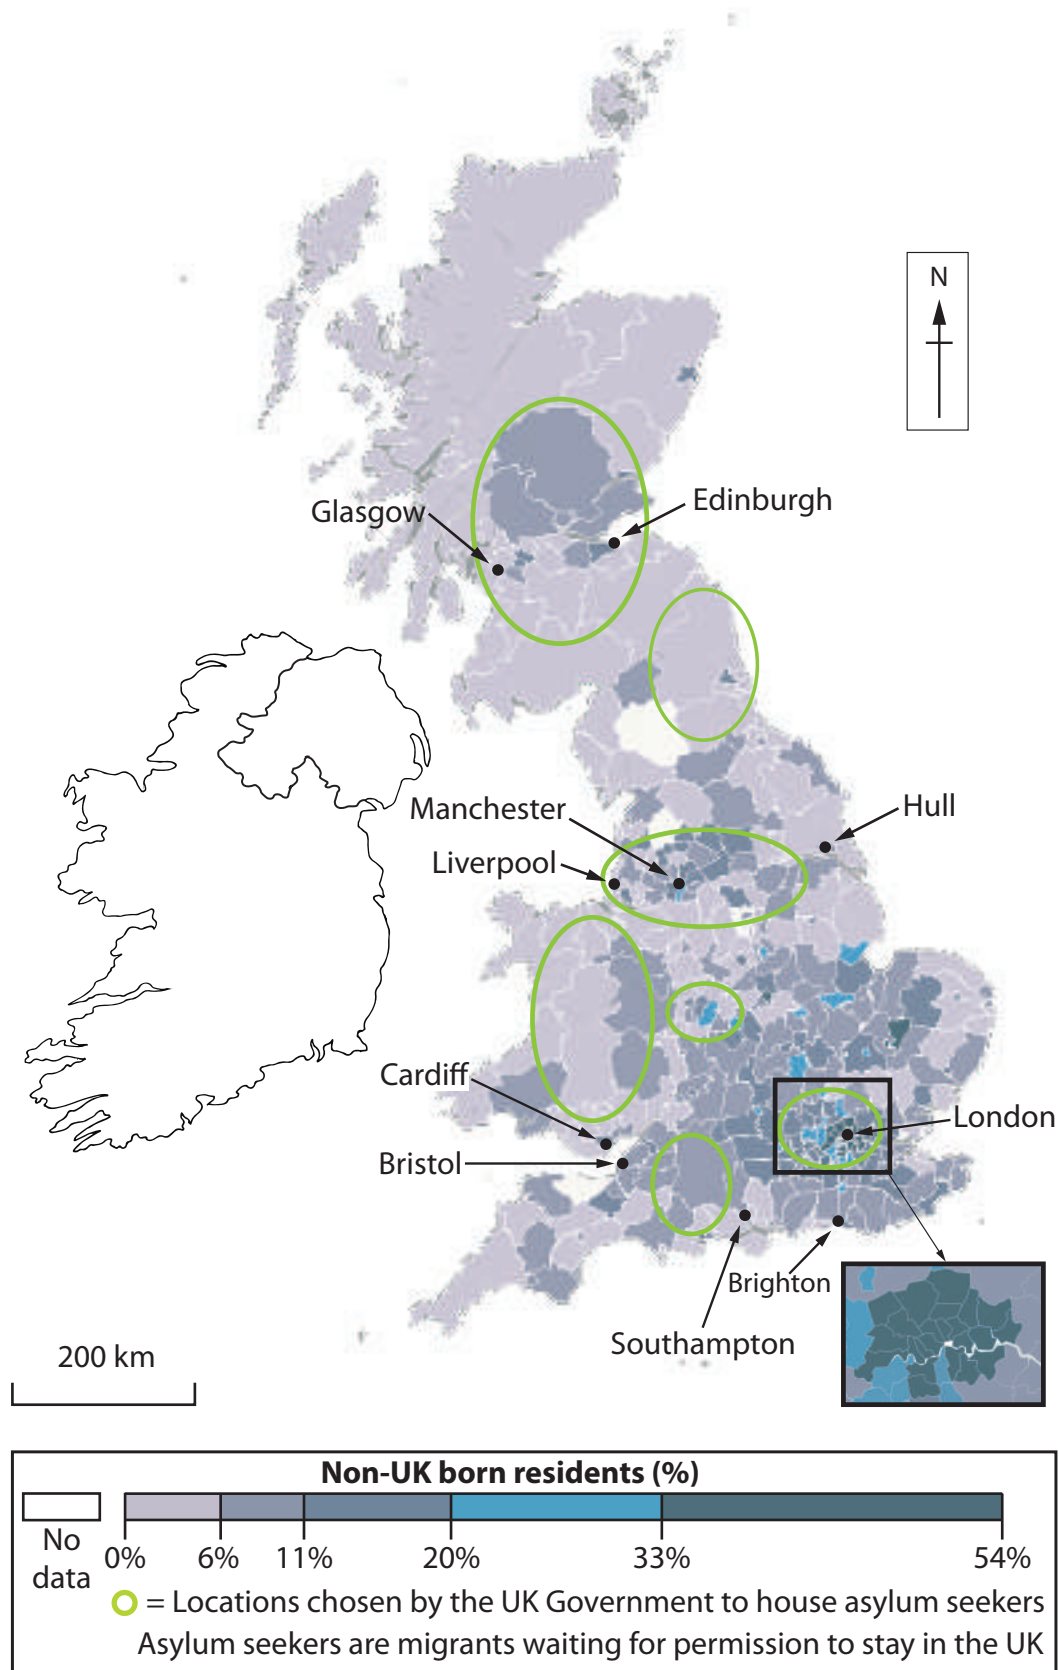 N
Glasgow
Edinburgh
Manchester
Hull
Liverpool
Cardiff
London
Bristol
Brighton
Southampton
200 km
Non-UK born residents (%)
No
data
0% 6% 11% 20% 33% 54%
= Locations chosen by the UK Government to house asylum seekers
Asylum seekers are migrants waiting for permission to stay in the UK